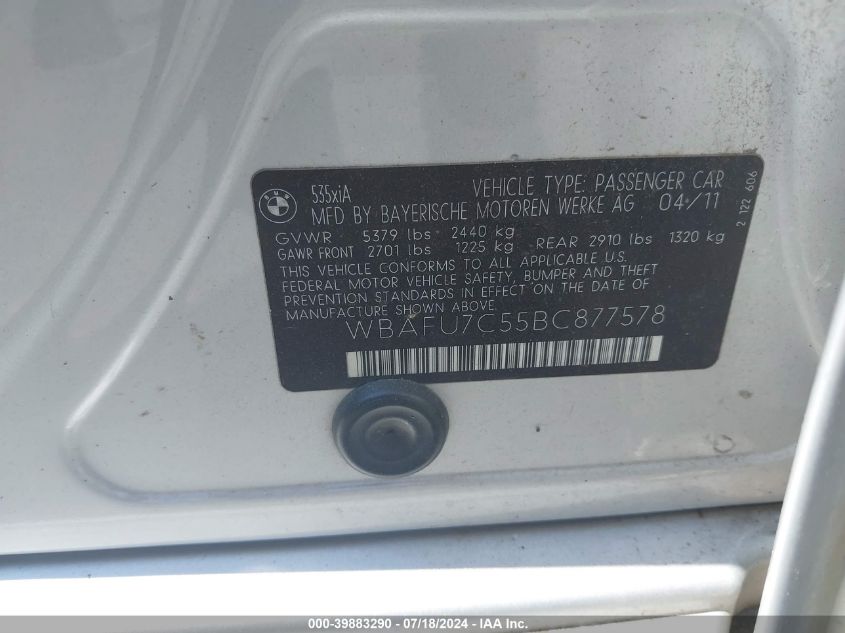 BMW
535xiA VEHICLE TYPE: PASSENGER CAR
MFD BY BAYERISCHE MOTOREN WERKE AG 04/11
GVWR 5379 lbs 2440 kg
GAWR FRONT 2701 lbs 1225 kg REAR 2910 lbs 1320 kg
THIS VEHICLE CONFORMS TO ALL APPLICABLE U.S.
FEDERAL MOTOR VEHICLE SAFETY, BUMPER AND THEFT
PREVENTION STANDARDS IN EFFECT ON THE DATE OF
MANUFACTURE SHOWN ABOVE.
WBAFU7C55BC877578
2 122 606
000-39883290 - 07/18/2024 - IAAI.COM